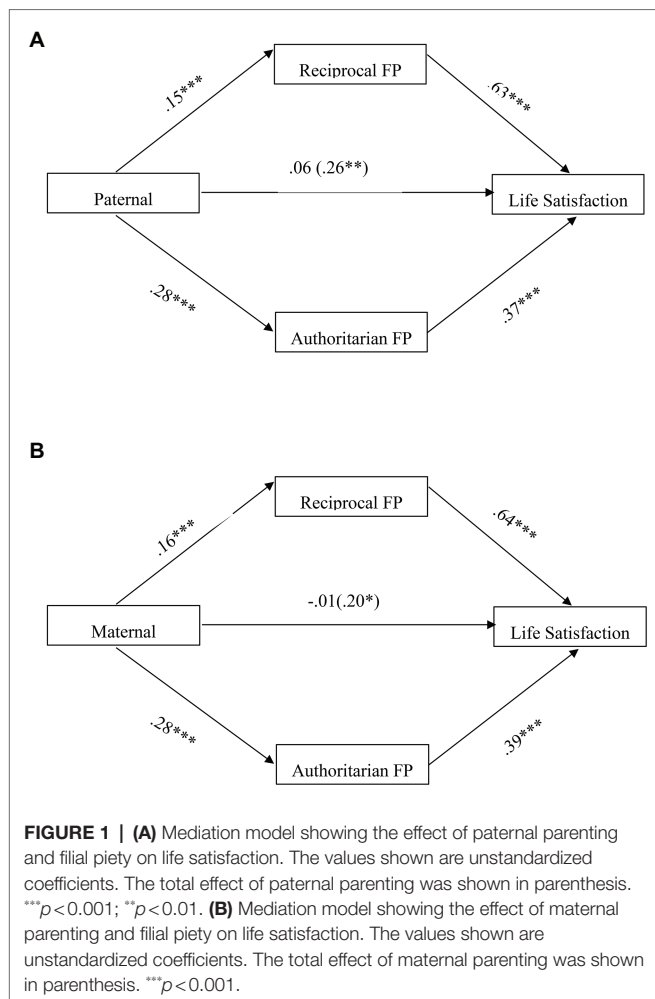 A
Reciprocal FP
.15***
.63***
.06 (.26**)
Paternal
Life Satisfaction
.28***
.37***
Authoritarian FP
B
Reciprocal FP
.16***
.64***
-.01(.20*)
Maternal
Life Satisfaction
.28***
.39***
Authoritarian FP
FIGURE 1 | (A) Mediation model showing the effect of paternal parenting
and filial piety on life satisfaction. The values shown are unstandardized
coefficients. The total effect of paternal parenting was shown in parenthesis.
***p<0.001; **p<0.01. (B) Mediation model showing the effect of maternal
parenting and filial piety on life satisfaction. The values shown are
unstandardized coefficients. The total effect of maternal parenting was shown
in parenthesis. ***p<0.001.